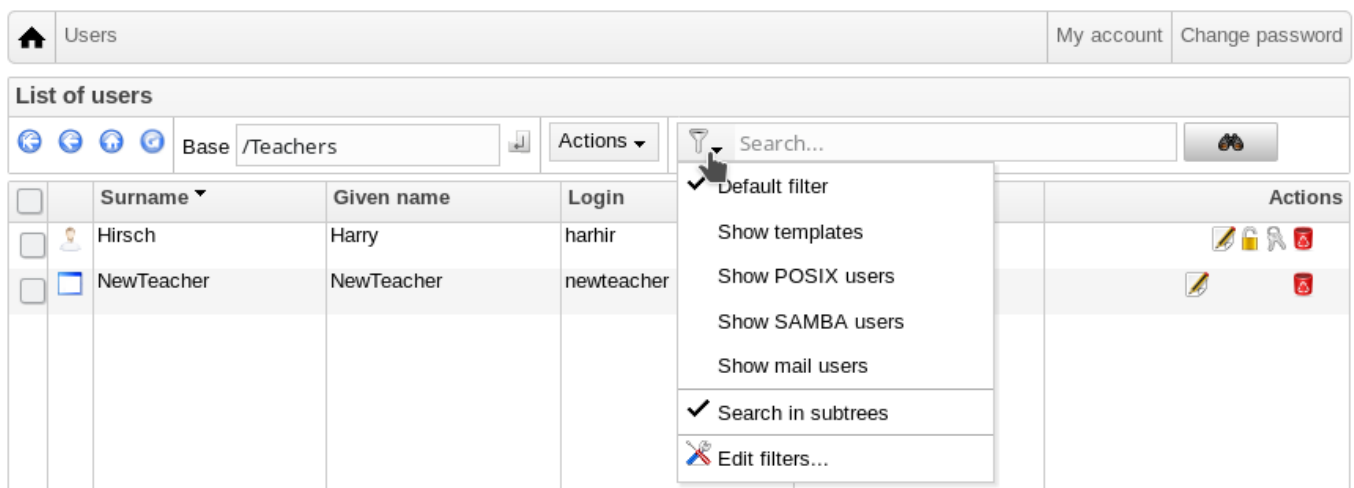 Users My account Change password
List of users
Base /Teachers Actions Search...
Surname Given name Login Actions
Hirsch Harry harhir
NewTeacher NewTeacher newteacher
Default filter
Show templates
Show POSIX users
Show SAMBA users
Show mail users
Search in subtrees
Edit filters...